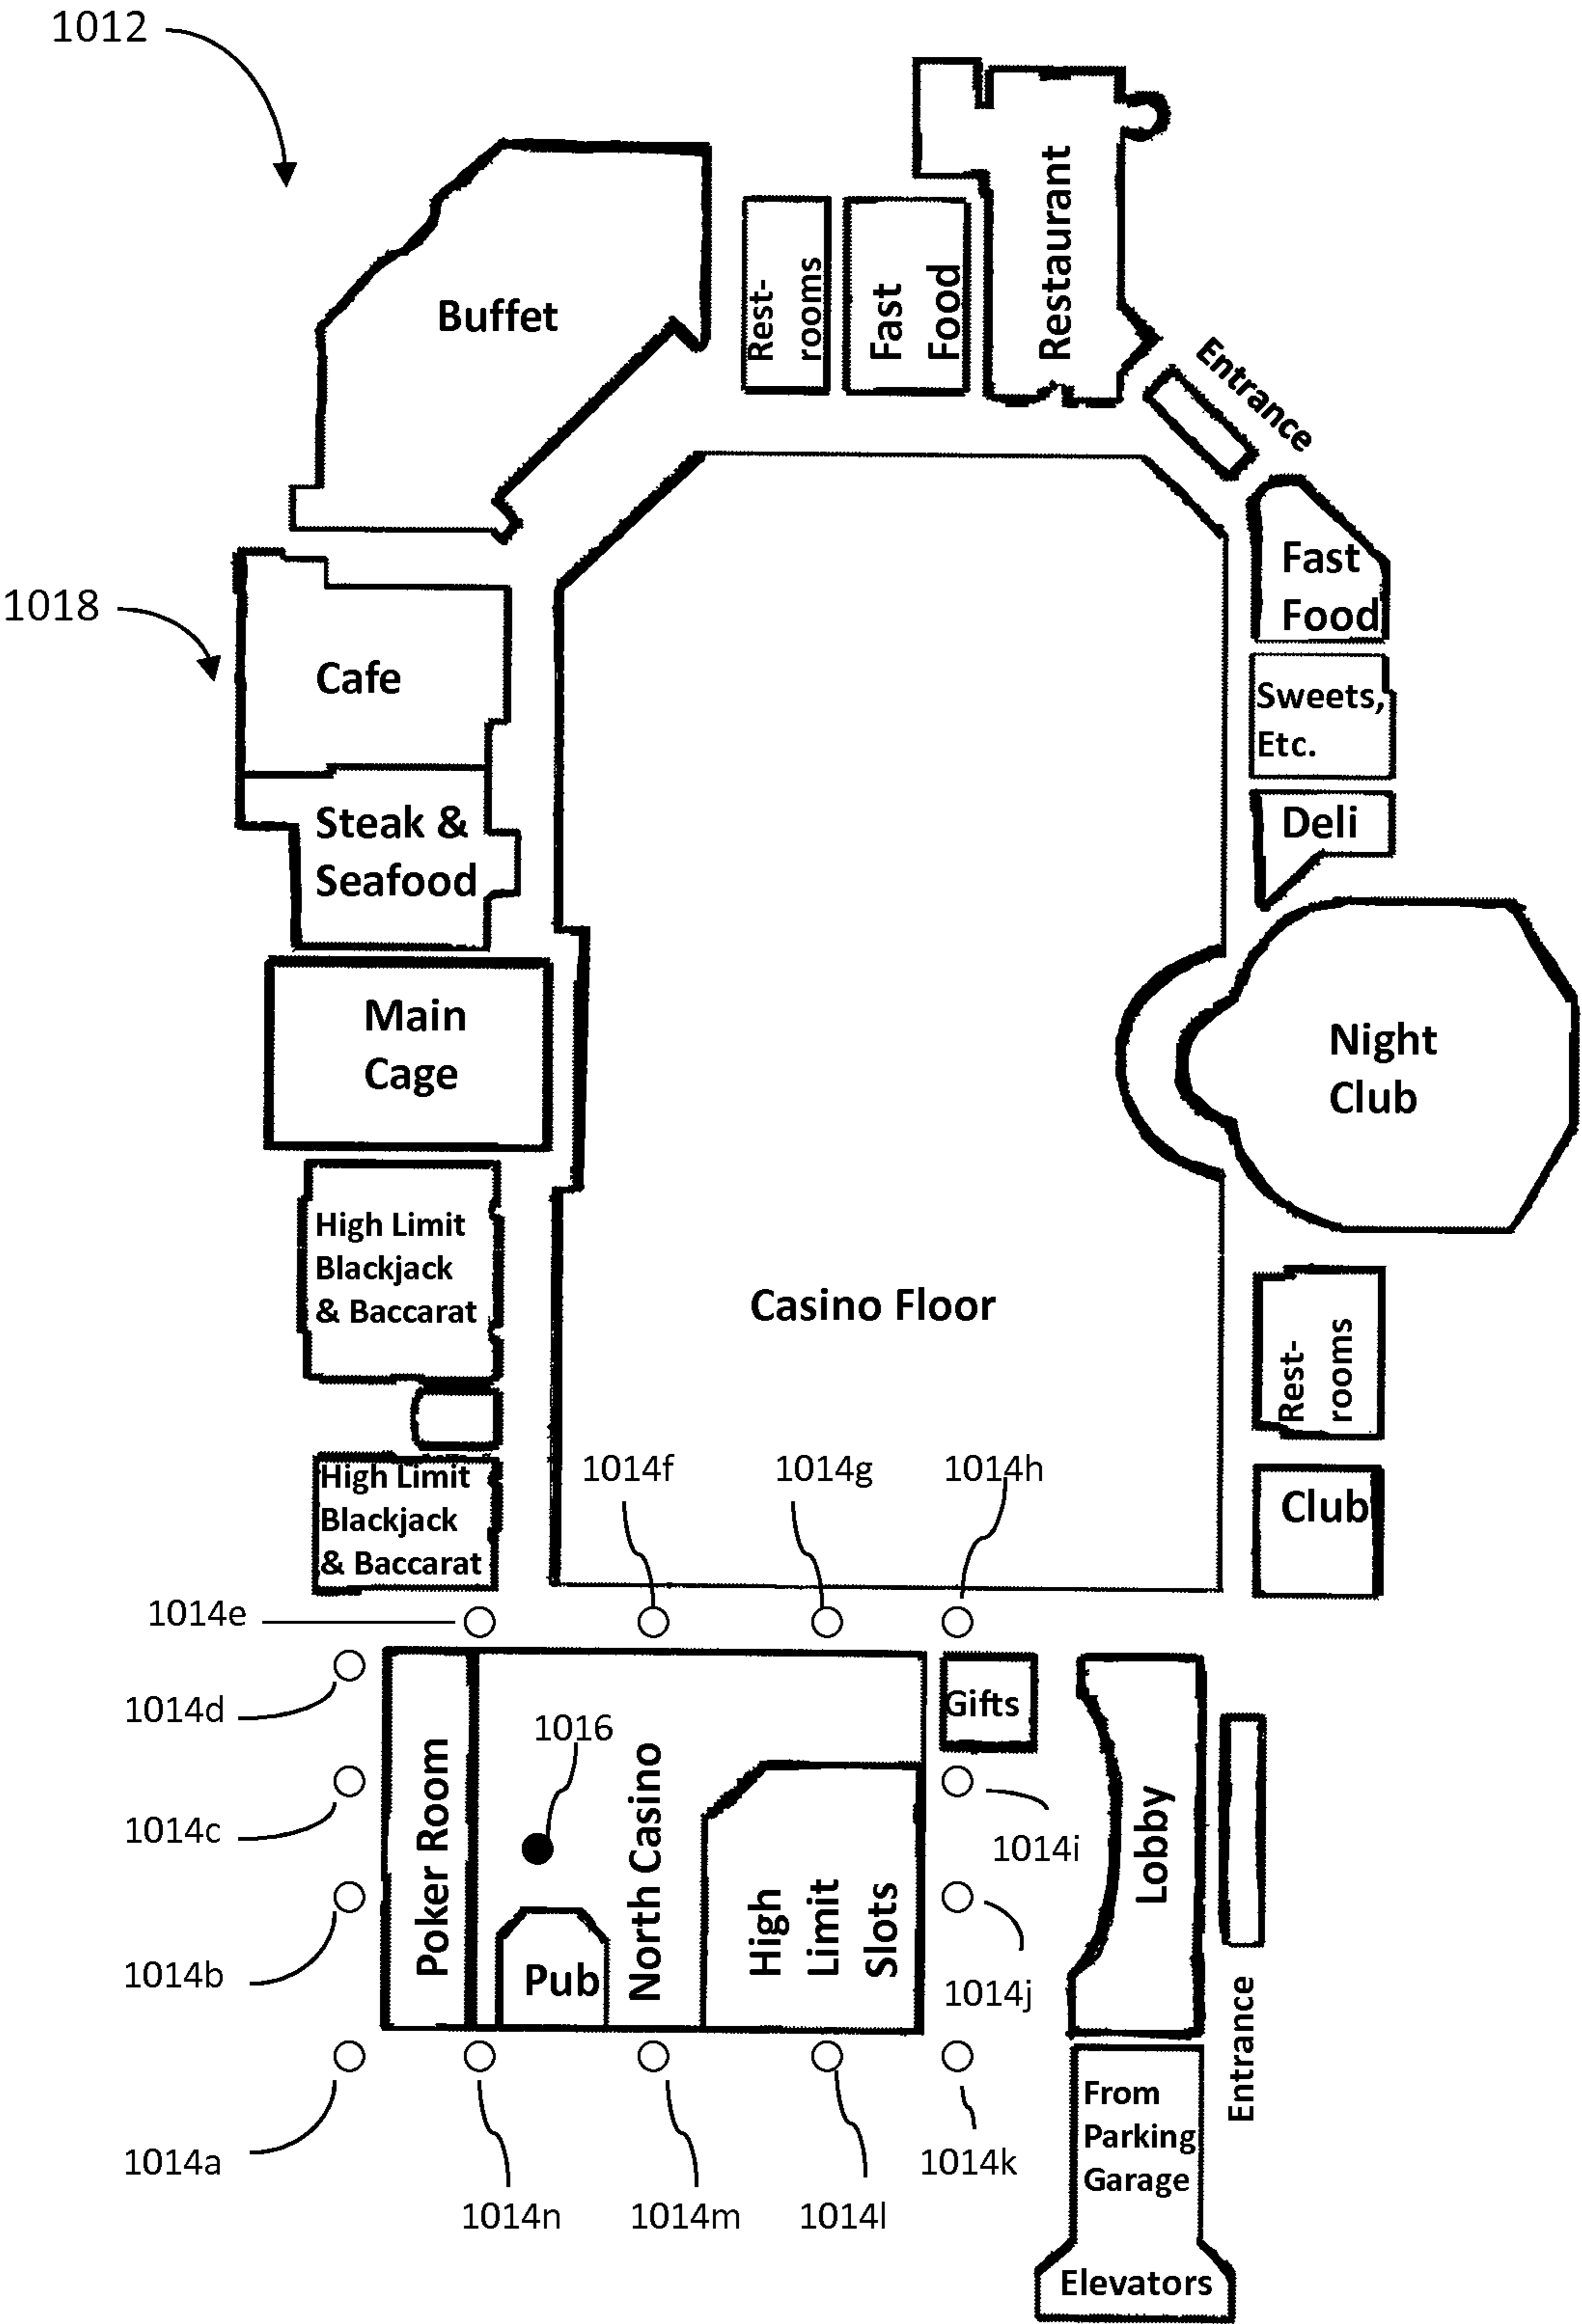 1012
Buffet
Rest-
rooms
Fast
Food
Restaurant
Entrance
1018
Cafe
Fast
Food
Sweets,
Etc.
Steak &
Seafood
Deli
Main
Cage
Night
Club
High Limit
Blackjack
& Baccarat
Casino Floor
Rest-
rooms
High Limit
Blackjack
& Baccarat
1014f
1014g
1014h
Club
1014e
1014d
1014c
1014b
1014a
Poker Room
1016
North Casino
Pub
High
Limit
Slots
Gifts
1014i
1014j
Lobby
Entrance
From
Parking
Garage
Elevators
1014n
1014m
1014l
1014k